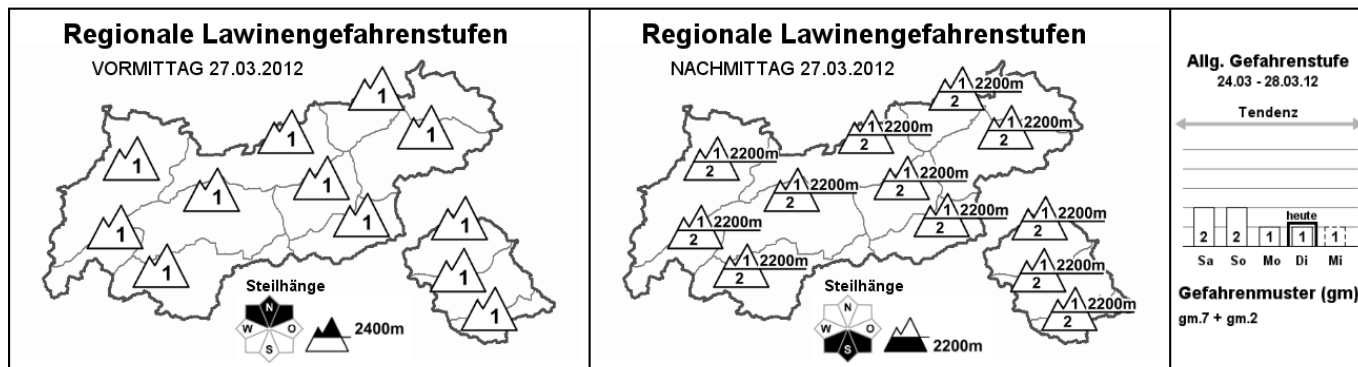 Regionale Lawinengefahrenstufen
VORMITTAG 27.03.2012
1
1
1
1
1
1
1
1
1
1
1
1
Steilhänge
N
W O
S
2400m
Regionale Lawinengefahrenstufen
NACHMITTAG 27.03.2012
1 2200m
2
1 2200m
2
1 2200m
2
1 2200m
2
1 2200m
2
1 2200m
2
1 2200m
2
1 2200m
2
1 2200m
2
1 2200m
2
1 2200m
2
1 2200m
2
Steilhänge
N
W O
S
2200m
Allg. Gefahrenstufe
24.03 - 28.03.12
Tendenz
heute
2 2 1 1 1
Sa So Mo Di Mi
Gefahrenmuster (gm)
gm.7 + gm.2